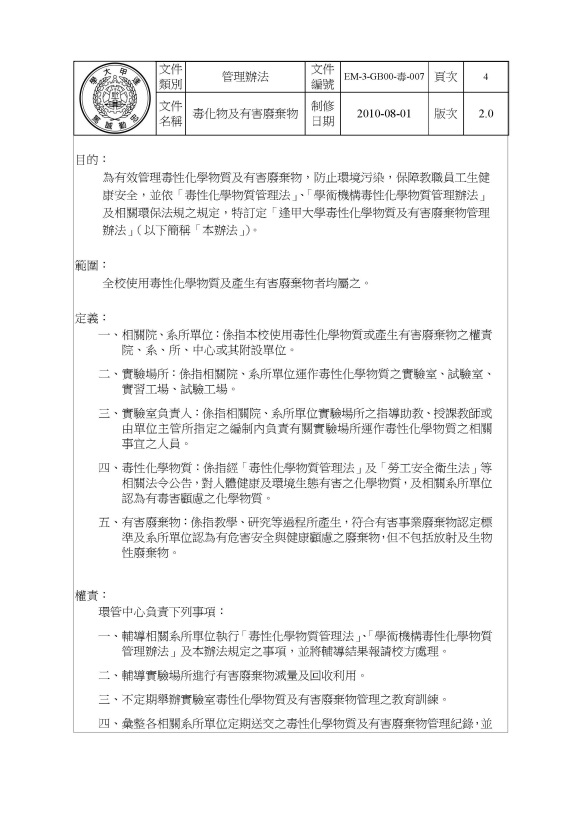 逢甲大學
忠勤誠篤
文件類別 管理辦法 文件編號 EM-3-GB00-毒-007 頁次 4
文件名稱 毒化物及有害廢棄物 制修日期 2010-08-01 版次 2.0
目的：
為有效管理毒性化學物質及有害廢棄物，防止環境污染，保障教職員工生健
康安全，並依「毒性化學物質管理法」、「學術機構毒性化學物質管理辦法」
及相關環保法規之規定，特訂定「逢甲大學毒性化學物質及有害廢棄物管理
辦法」（以下簡稱「本辦法」）。
範圍：
全校使用毒性化學物質及產生有害廢棄物者均屬之。
定義：
一、相關院、系所單位：係指本校使用毒性化學物質或產生有害廢棄物之權責
院、系、所、中心或其附設單位。
二、實驗場所：係指相關院、系所單位運作毒性化學物質之實驗室、試驗室、
實習工場、試驗工場。
三、實驗室負責人：係指相關院、系所單位實驗場所之指導助教、授課教師或
由單位主管所指定之編制內負責有關實驗場所運作毒性化學物質之相關
事宜之人員。
四、毒性化學物質：係指經「毒性化學物質管理法」及「勞工安全衛生法」等
相關法令公告，對人體健康及環境生態有害之化學物質，及相關系所單位
認為有毒害顧慮之化學物質。
五、有害廢棄物：係指教學、研究等過程所產生，符合有害事業廢棄物認定標
準及系所單位認為有危害安全與健康顧慮之廢棄物，但不包括放射及生物
性廢棄物。
權責：
環管中心負責下列事項：
一、輔導相關系所單位執行「毒性化學物質管理法」、「學術機構毒性化學物質
管理辦法」及本辦法規定之事項，並將輔導結果報請校方處理。
二、輔導實驗場所進行有害廢棄物減量及回收利用。
三、不定期舉辦實驗室毒性化學物質及有害廢棄物管理之教育訓練。
四、彙整各相關系所單位定期送交之毒性化學物質及有害廢棄物管理紀錄，並